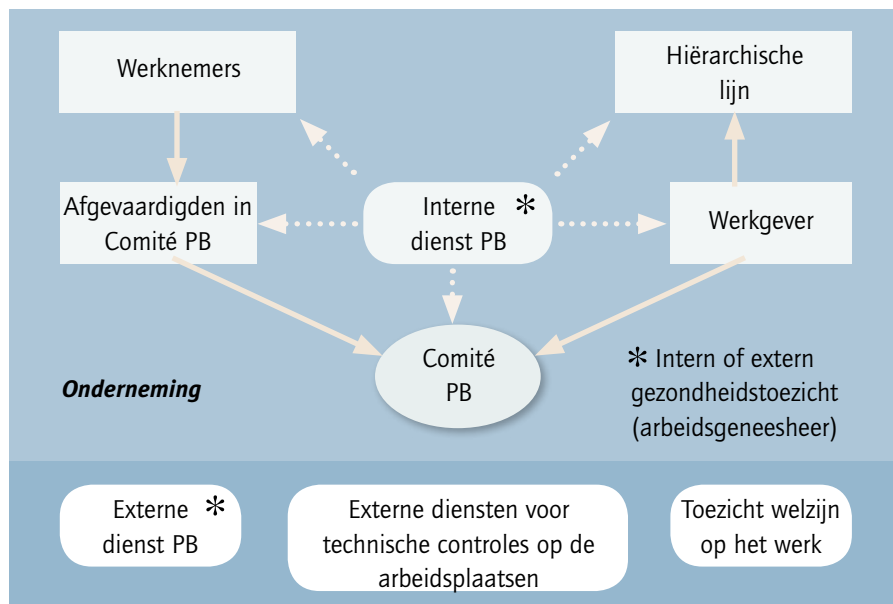 Werknemers
Hiërarchische
lijn
Afgevaardigden in
Comité PB
Interne *
dienst PB
Werkgever
Comité
PB
Onderneming
* Intern of extern
gezondheidstoezicht
(arbeidsgeneesheer)
Externe *
dienst PB
Externe diensten voor
technische controles op de
arbeidsplaatsen
Toezicht welzijn
op het werk